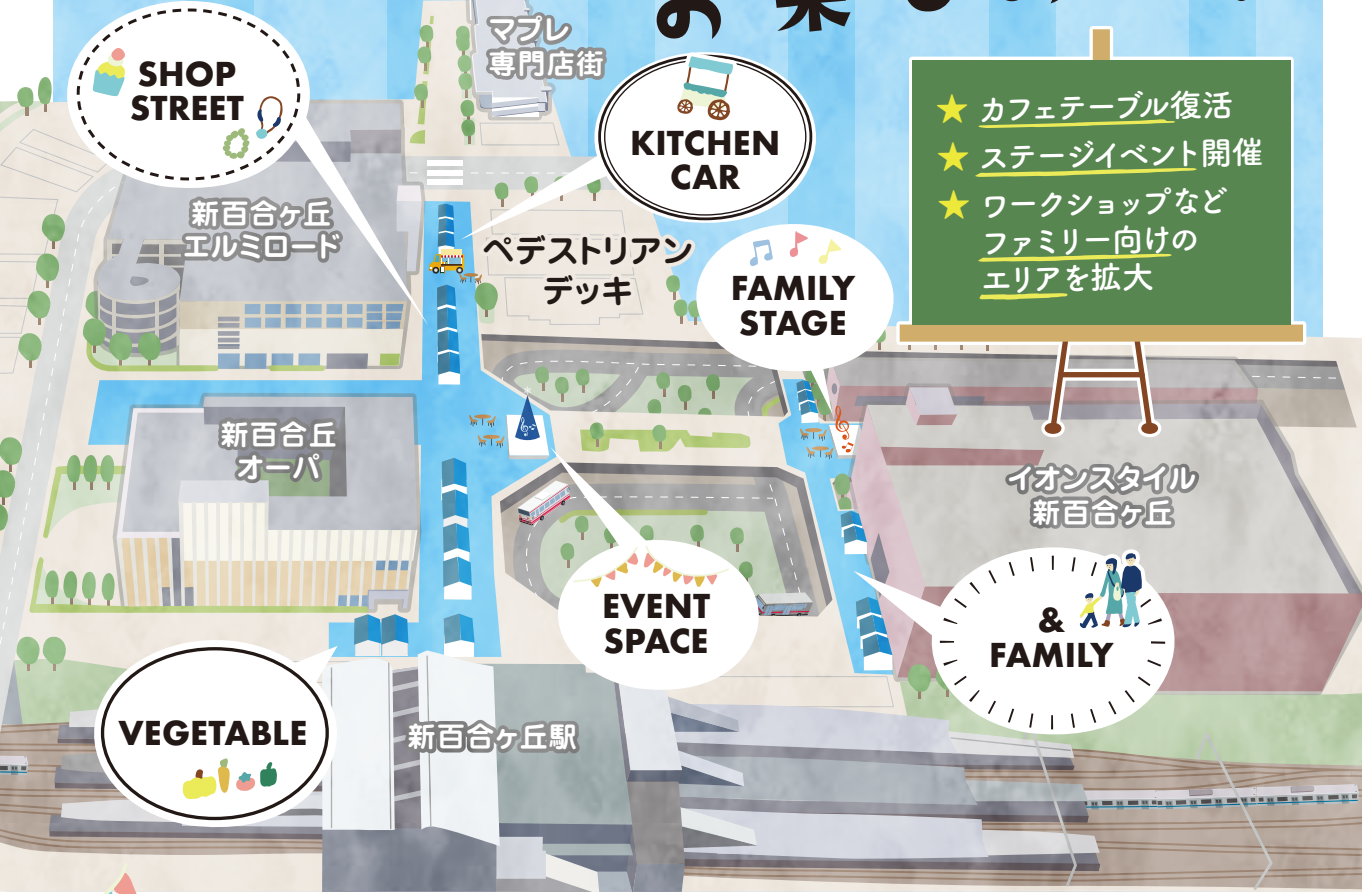 お楽し
マプレ
専門店街
SHOP
STREET
KITCHEN
CAR
カフェテーブル復活
ステージイベント開催
ワークショップなど
ファミリー向けの
エリアを拡大
新百合ヶ丘
エルミロード
ペデストリアン
デッキ
FAMILY
STAGE
新百合丘
オーパ
イオンスタイル
新百合ヶ丘
EVENT
SPACE
&
FAMILY
VEGETABLE
新百合ヶ丘駅